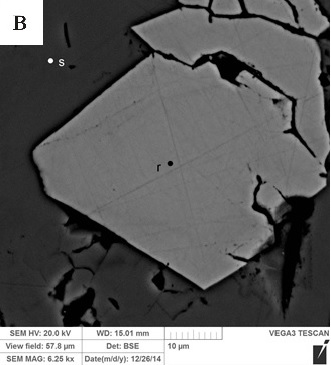 B
s
r
SEM HV: 20.0 kV WD: 15.01 mm VEGA3 TESCAN
View field: 57.8 µm Det: BSE 10 µm
SEM MAG: 6.25 kx Date(m/d/y): 12/26/14